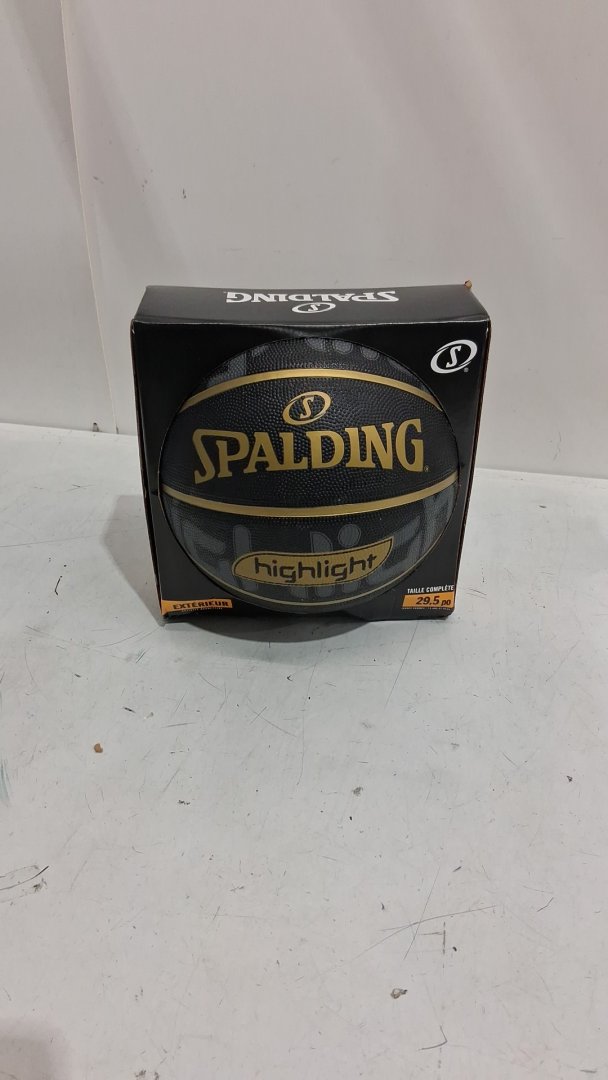 SPALDING
S
SPALDING
highlight
EXTÉRIEUR
TAILLE COMPLÈTE
29,5 po